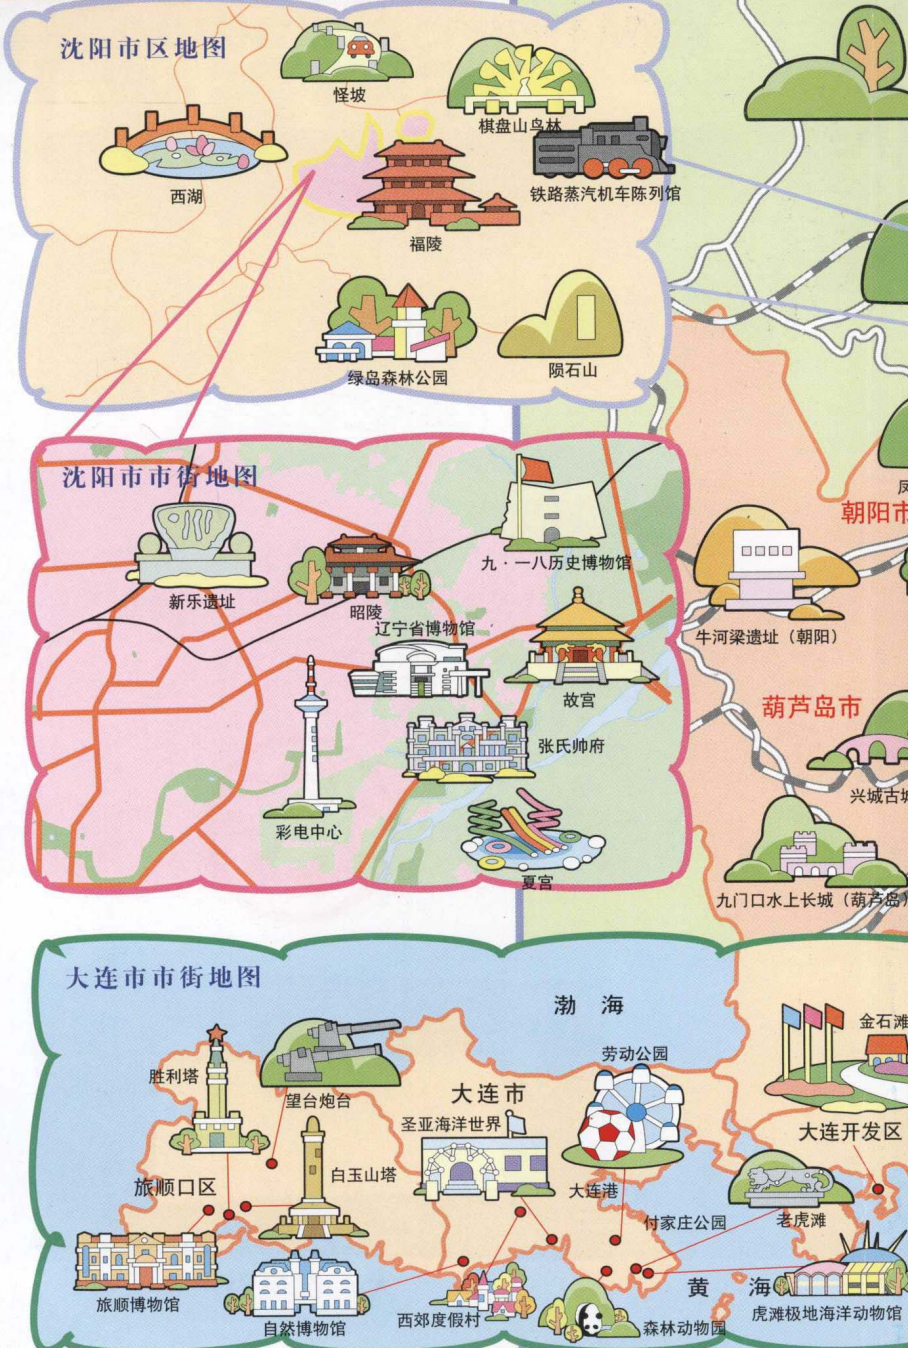 沈阳市区地图
怪坡
棋盘山鸟林
西湖
铁路蒸汽机车陈列馆
福陵
绿岛森林公园
陨石山
沈阳市市街地图
新乐遗址
昭陵
九·一八历史博物馆
辽宁省博物馆
故宫
张氏帅府
彩电中心
夏宫
朝阳市
牛河梁遗址（朝阳）
葫芦岛市
兴城古城
九门口水上长城（葫芦岛）
大连市市街地图
渤海
金石滩
胜利塔
望台炮台
劳动公园
大连市
圣亚海洋世界
大连开发区
白玉山塔
旅顺口区
大连港
付家庄公园
老虎滩
旅顺博物馆
自然博物馆
西郊度假村
森林动物园
黄海
虎滩极地海洋动物馆